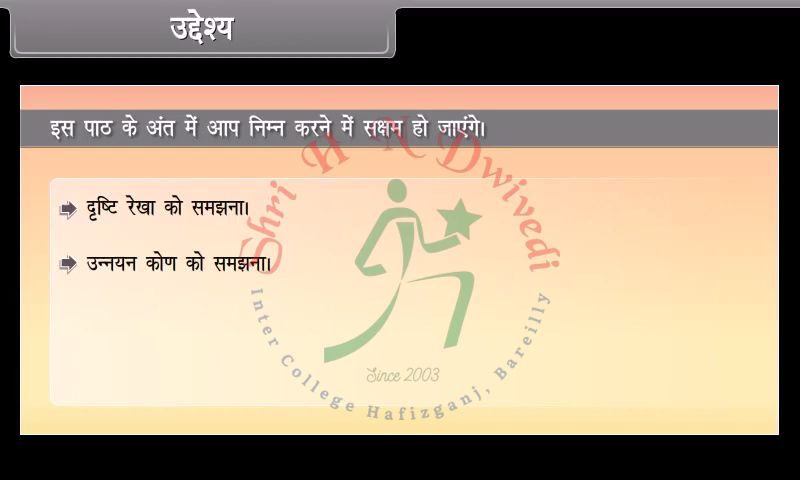 उद्देश्य
इस पाठ के अंत में आप निम्न करने में सक्षम हो जाएंगे।
दृष्टि रेखा को समझना।
उन्नयन कोण को समझना।
Shri H N Dwivedi
Since 2003
Inter College Hafizganj, Bareilly